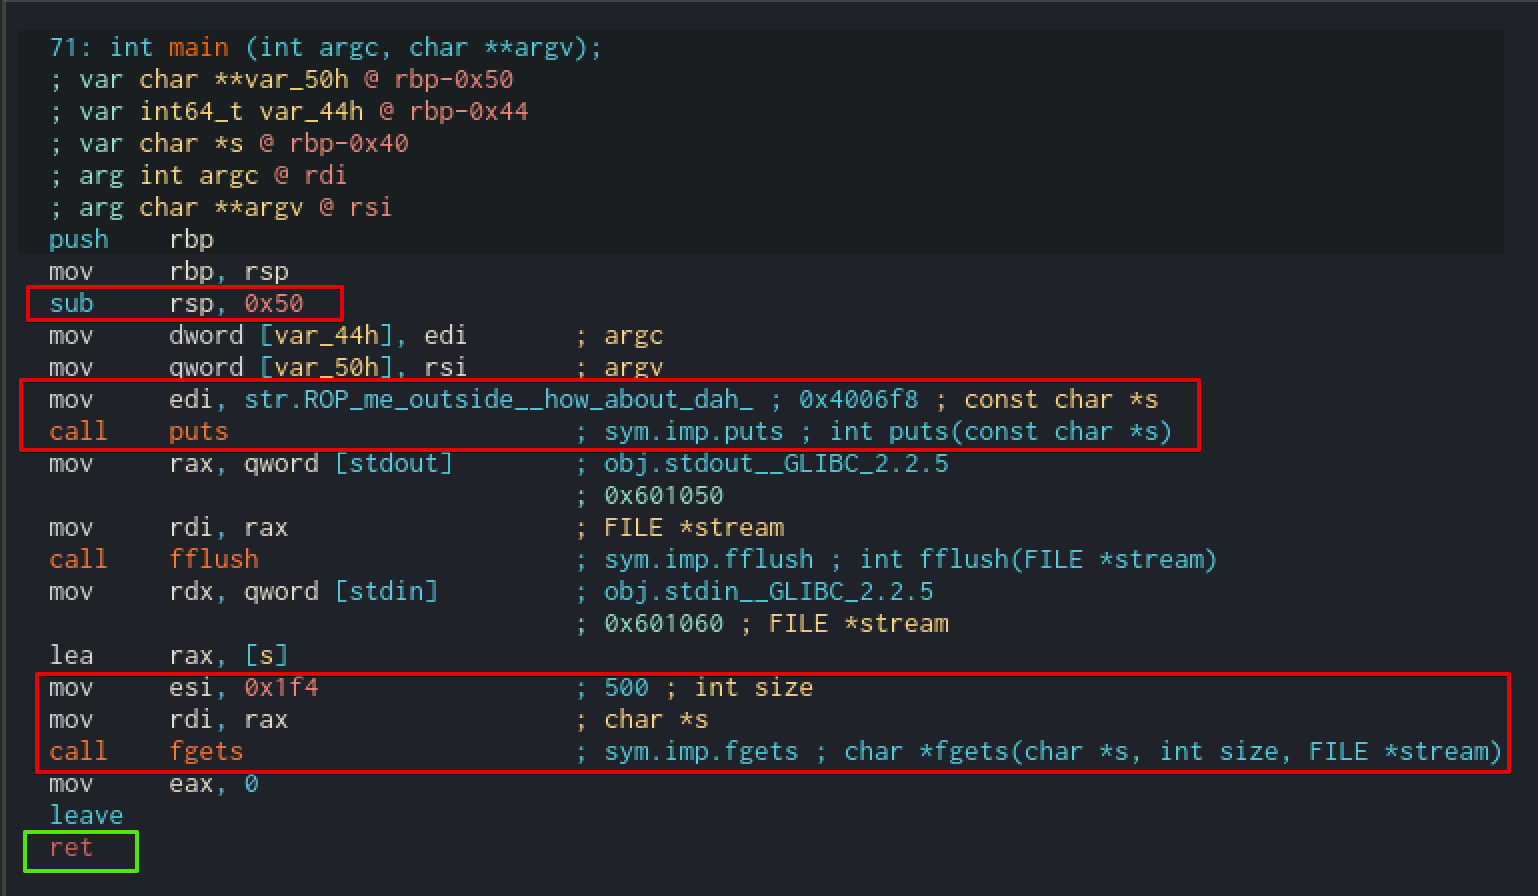 71: int main (int argc, char **argv);
; var char **var_50h @ rbp-0x50
; var int64_t var_44h @ rbp-0x44
; var char *s @ rbp-0x40
; arg int argc @ rdi
; arg char **argv @ rsi
push    rbp
mov     rbp, rsp
sub     rsp, 0x50
mov     dword [var_44h], edi       ; argc
mov     qword [var_50h], rsi       ; argv
mov     edi, str.ROP_me_outside__how_about_dah_ ; 0x4006f8 ; const char *s
call    puts                       ; sym.imp.puts ; int puts(const char *s)
mov     rax, qword [stdout]        ; obj.stdout__GLIBC_2.2.5
                                   ; 0x601050
mov     rdi, rax                   ; FILE *stream
call    fflush                     ; sym.imp.fflush ; int fflush(FILE *stream)
mov     rdx, qword [stdin]         ; obj.stdin__GLIBC_2.2.5
                                   ; 0x601060 ; FILE *stream
lea     rax, [s]
mov     esi, 0x1f4                 ; 500 ; int size
mov     rdi, rax                   ; char *s
call    fgets                      ; sym.imp.fgets ; char *fgets(char *s, int size, FILE *stream)
mov     eax, 0
leave
ret